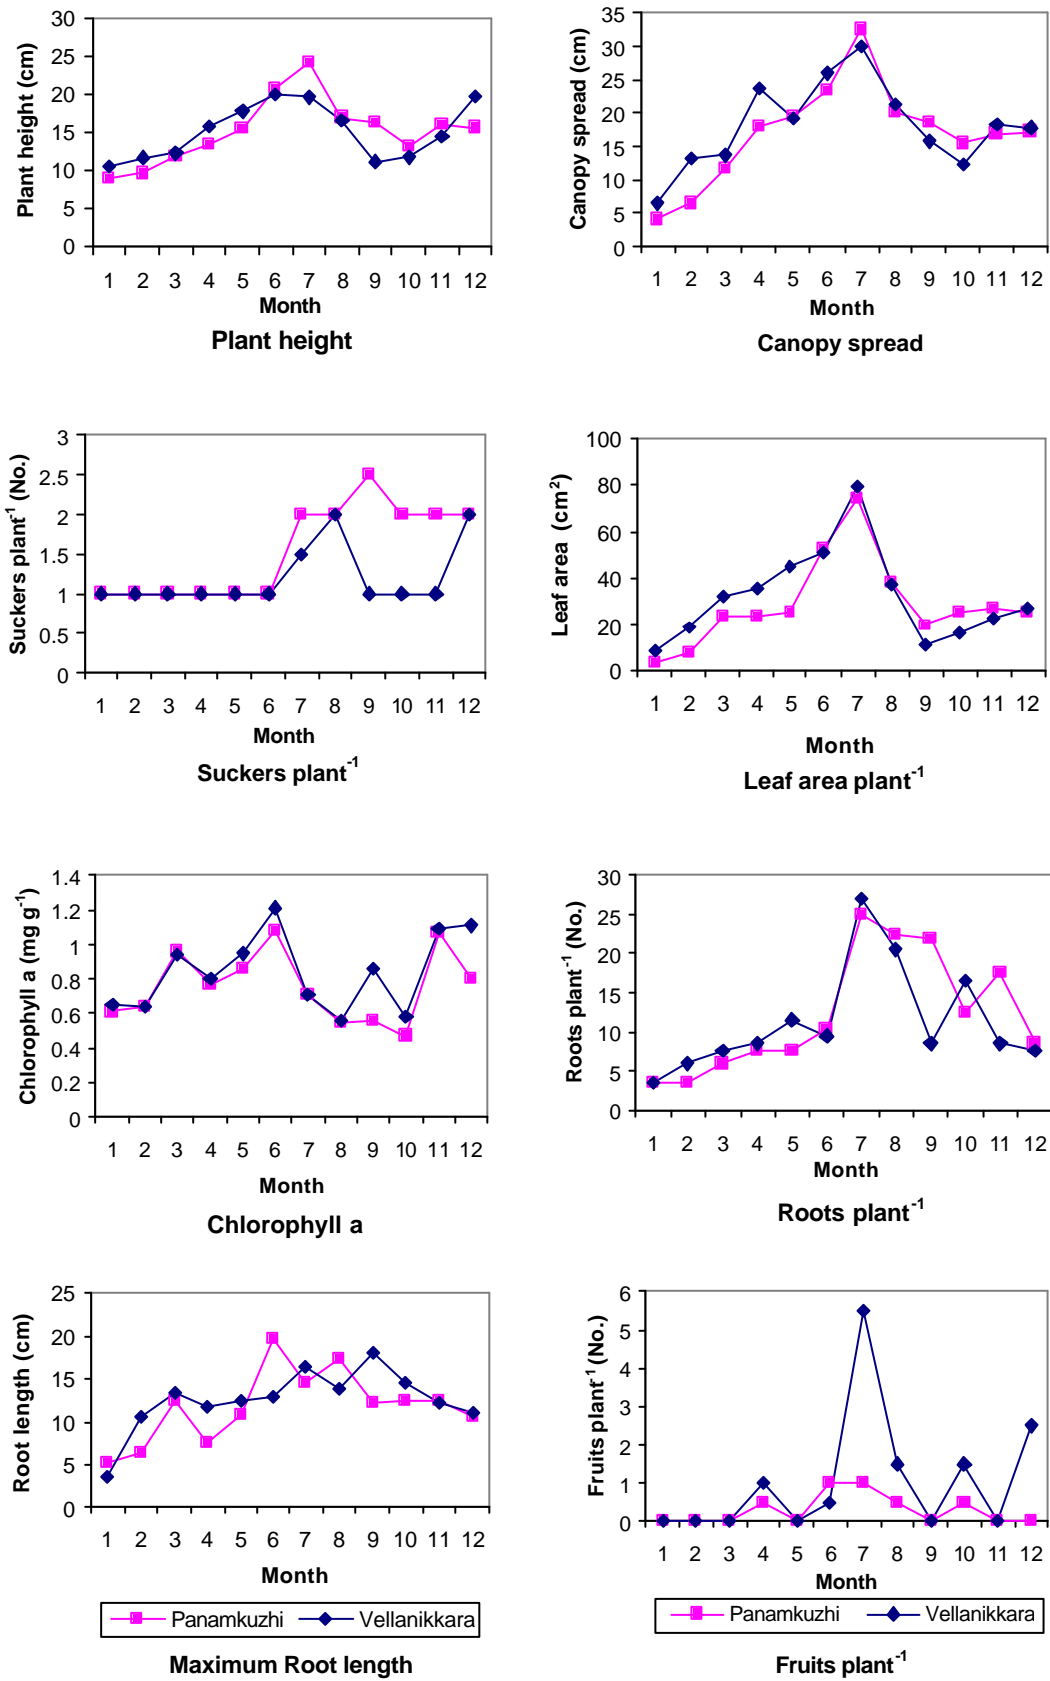 30
25
20
15
10
5
0
Plant height (cm)
1 2 3 4 5 6 7 8 9 10 11 12
Month
Plant height
35
30
25
20
15
10
5
0
Canopy spread (cm)
1 2 3 4 5 6 7 8 9 10 11 12
Month
Canopy spread
3
2.5
2
1.5
1
0.5
0
Suckers plant⁻¹ (No.)
1 2 3 4 5 6 7 8 9 10 11 12
Month
Suckers plant⁻¹
100
80
60
40
20
0
Leaf area (cm²)
1 2 3 4 5 6 7 8 9 10 11 12
Month
Leaf area plant⁻¹
1.4
1.2
1
0.8
0.6
0.4
0.2
0
Chlorophyll a (mg g⁻¹)
1 2 3 4 5 6 7 8 9 10 11 12
Month
Chlorophyll a
30
25
20
15
10
5
0
Roots plant⁻¹ (No.)
1 2 3 4 5 6 7 8 9 10 11 12
Month
Roots plant⁻¹
25
20
15
10
5
0
Root length (cm)
1 2 3 4 5 6 7 8 9 10 11 12
Month
Panamkuzhi Vellanikkara
Maximum Root length
6
5
4
3
2
1
0
Fruits plant⁻¹ (No.)
1 2 3 4 5 6 7 8 9 10 11 12
Month
Panamkuzhi Vellanikkara
Fruits plant⁻¹